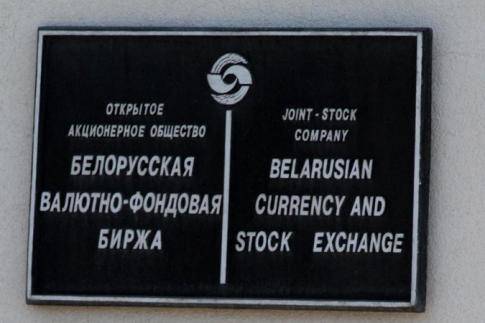 ОТКРЫТОЕ
АКЦИОНЕРНОЕ ОБЩЕСТВО
БЕЛОРУССКАЯ
ВАЛЮТНО-ФОНДОВАЯ
БИРЖА
JOINT - STOCK
COMPANY
BELARUSIAN
CURRENCY AND
STOCK EXCHANGE